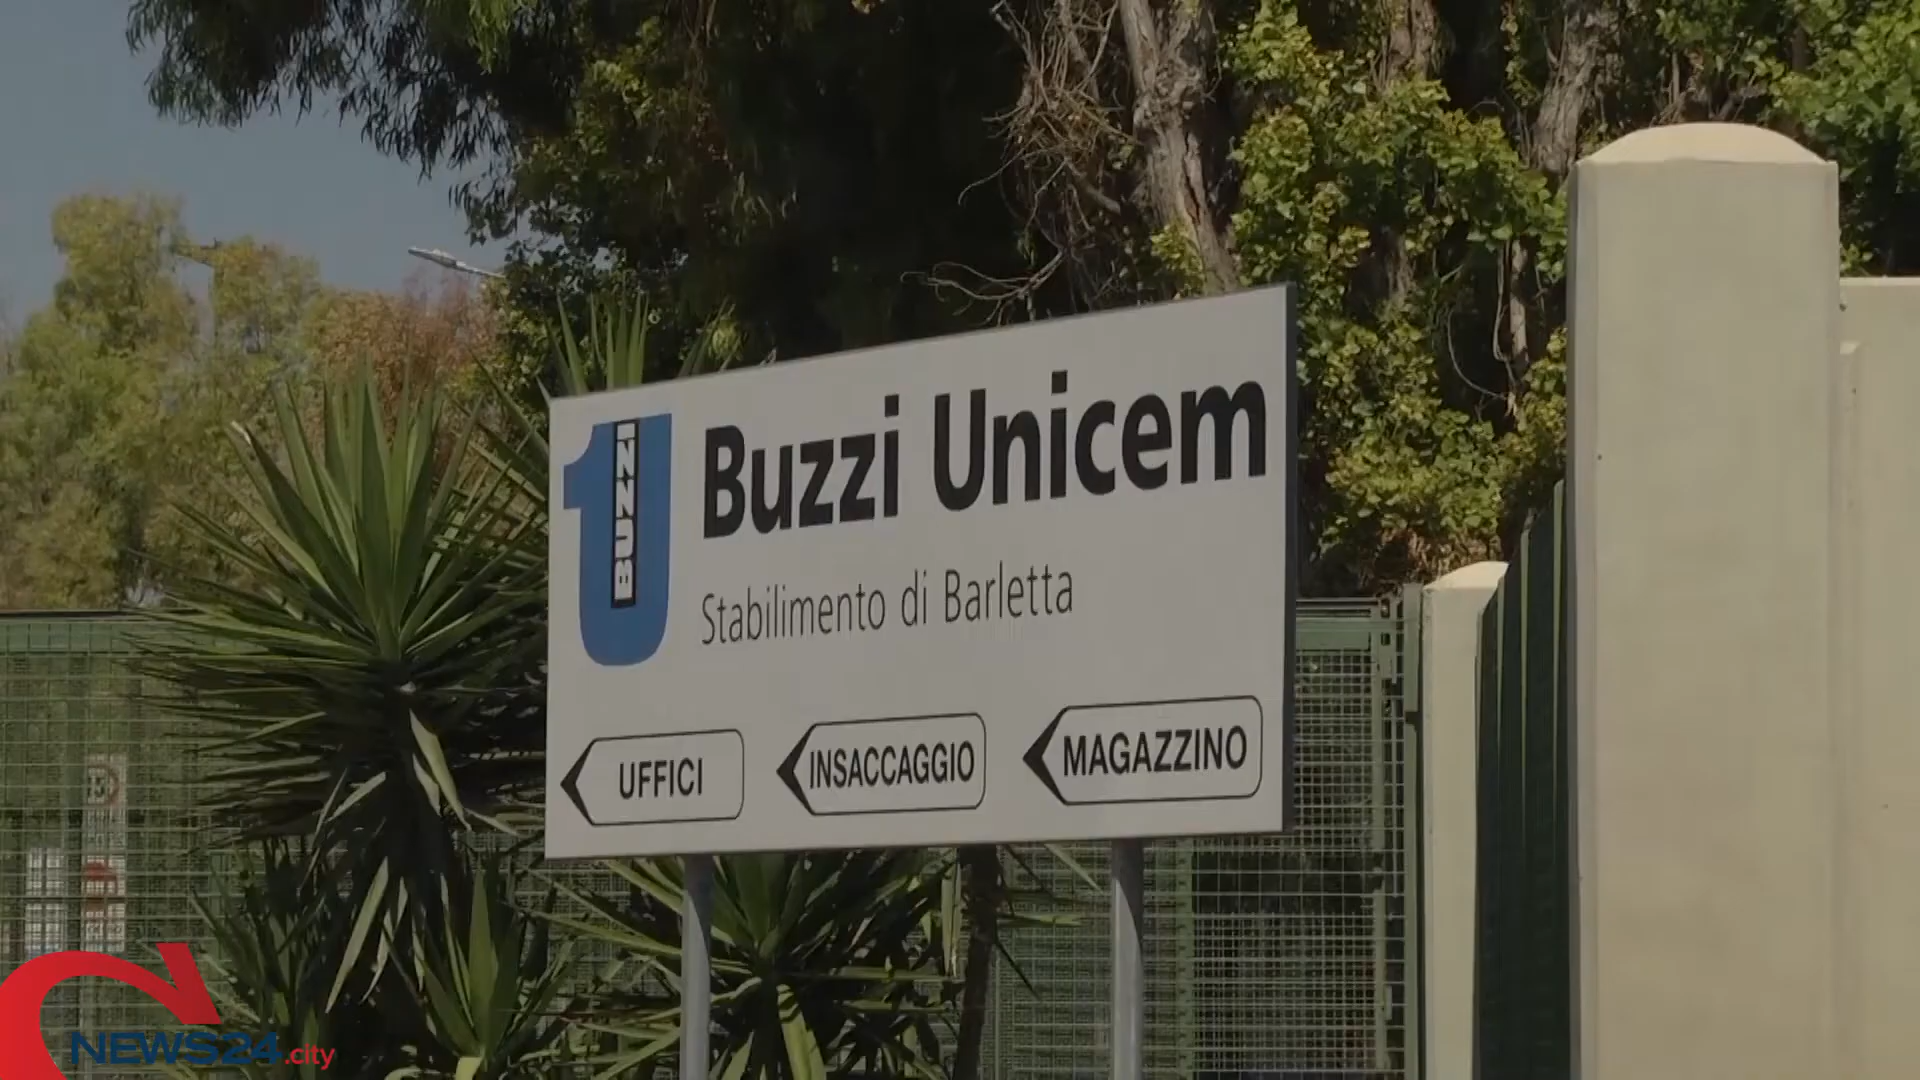 BUZZI
Buzzi Unicem
Stabilimento di Barletta
UFFICI
INSACCAGGIO
MAGAZZINO
NEWS24.city